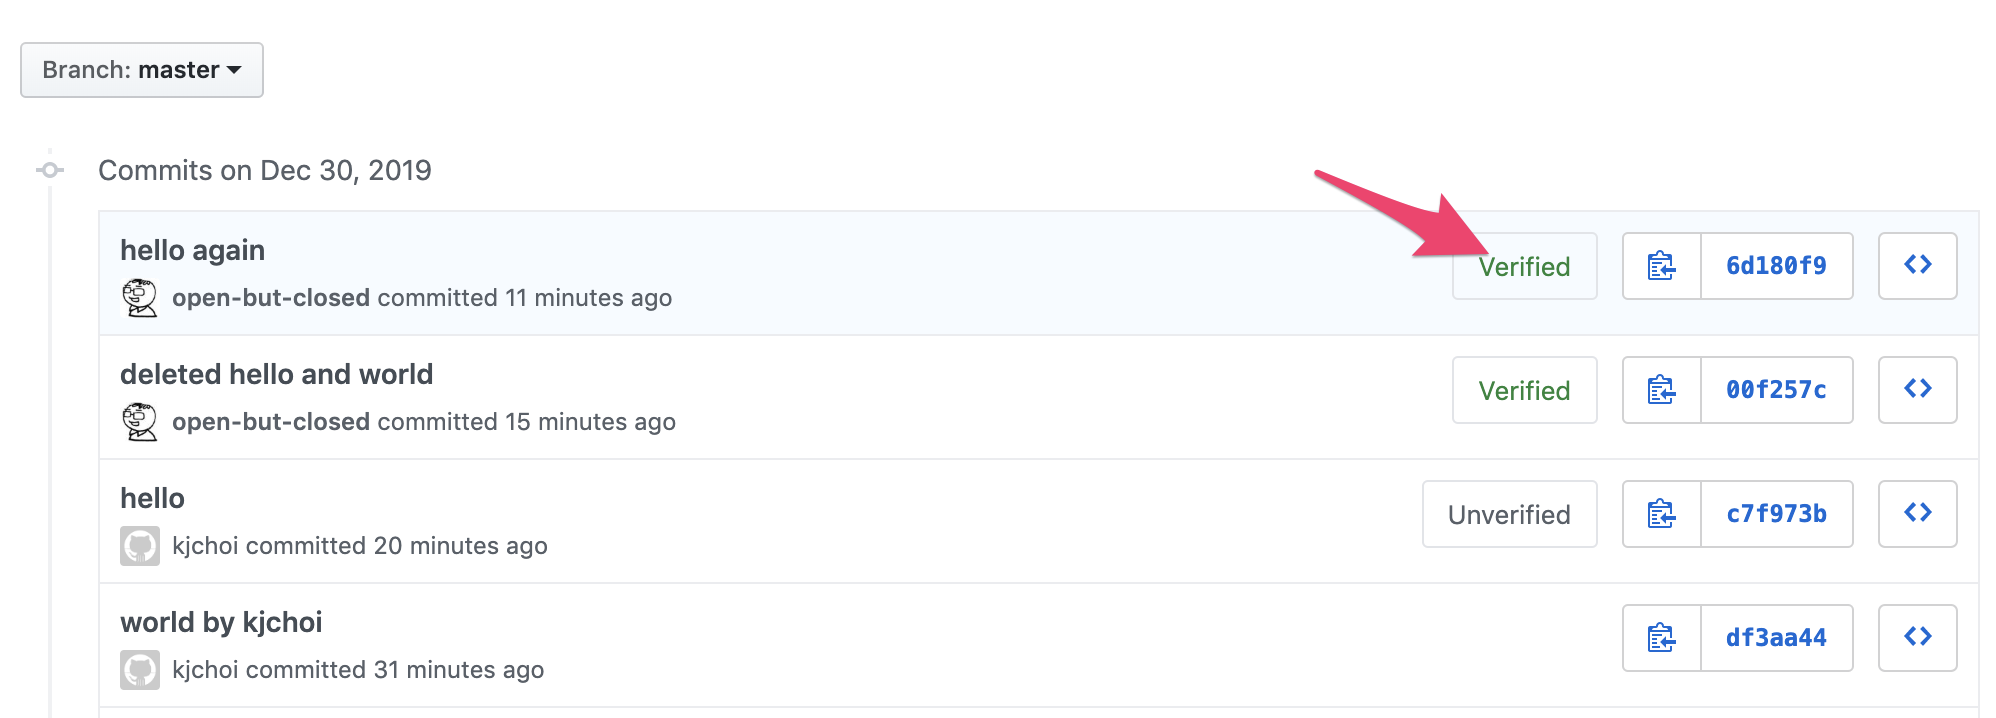 Branch: master
Commits on Dec 30, 2019
hello again
Verified
6d180f9
open-but-closed committed 11 minutes ago
deleted hello and world
Verified
00f257c
open-but-closed committed 15 minutes ago
hello
Unverified
c7f973b
kjchoi committed 20 minutes ago
world by kjchoi
df3aa44
kjchoi committed 31 minutes ago